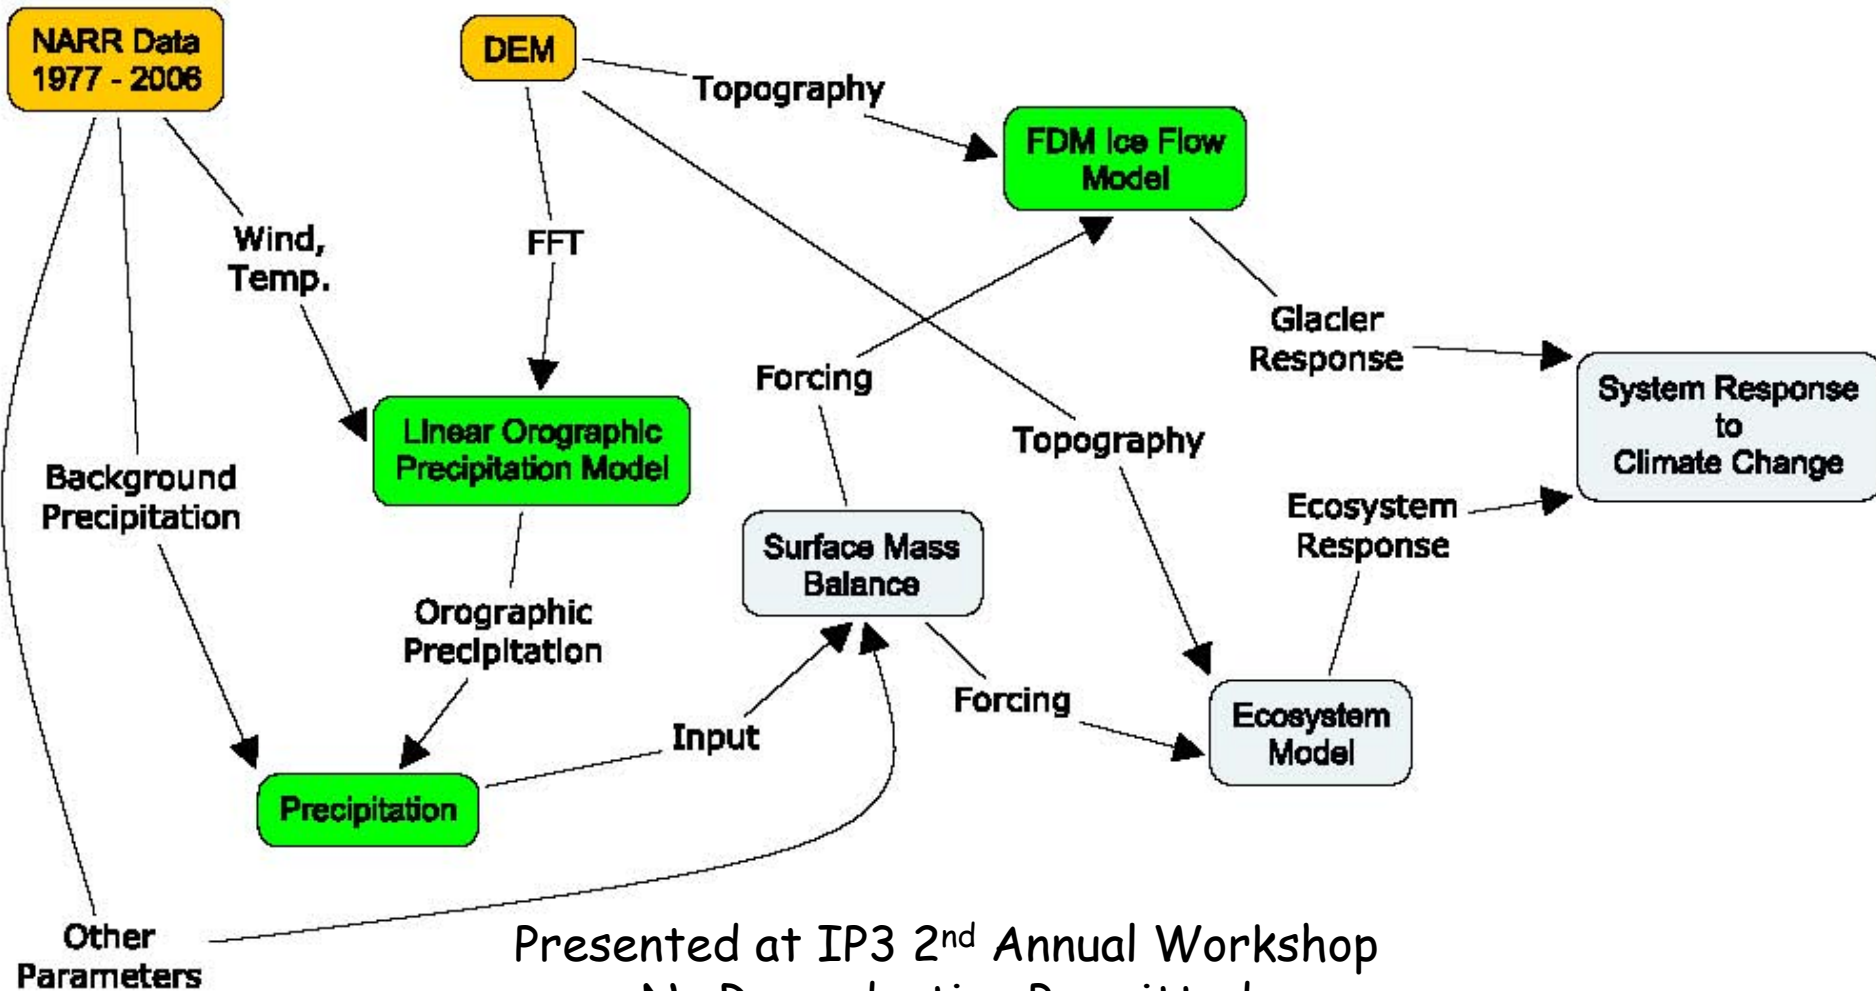 NARR Data
1977 - 2006
DEM
Topography
FDM Ice Flow
Model
Wind,
Temp.
FFT
Glacier
Response
Forcing
System Response
to
Climate Change
Linear Orographic
Precipitation Model
Topography
Background
Precipitation
Ecosystem
Response
Surface Mass
Balance
Orographic
Precipitation
Forcing
Ecosystem
Model
Input
Precipitation
Other
Parameters
Presented at IP3 2nd Annual Workshop